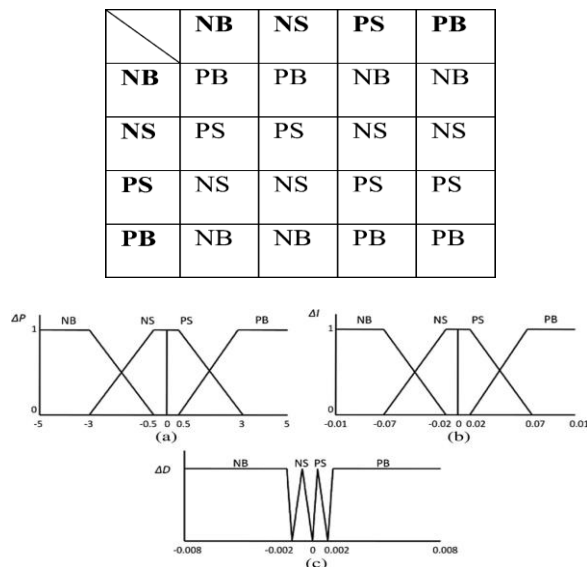 NB NS PS PB
NB PB PB NB NB
NS PS PS NS NS
PS NS NS PS PS
PB NB NB PB PB
ΔP NB NS PS PB
1
0
-5 -3 -0.5 0 0.5 3 5
(a)
ΔI NB NS PS PB
1
0
-0.01 -0.07 -0.02 0 0.02 0.07 0.01
(b)
ΔD NB NS PS PB
-0.008 -0.002 0 0.002 0.008
(c)